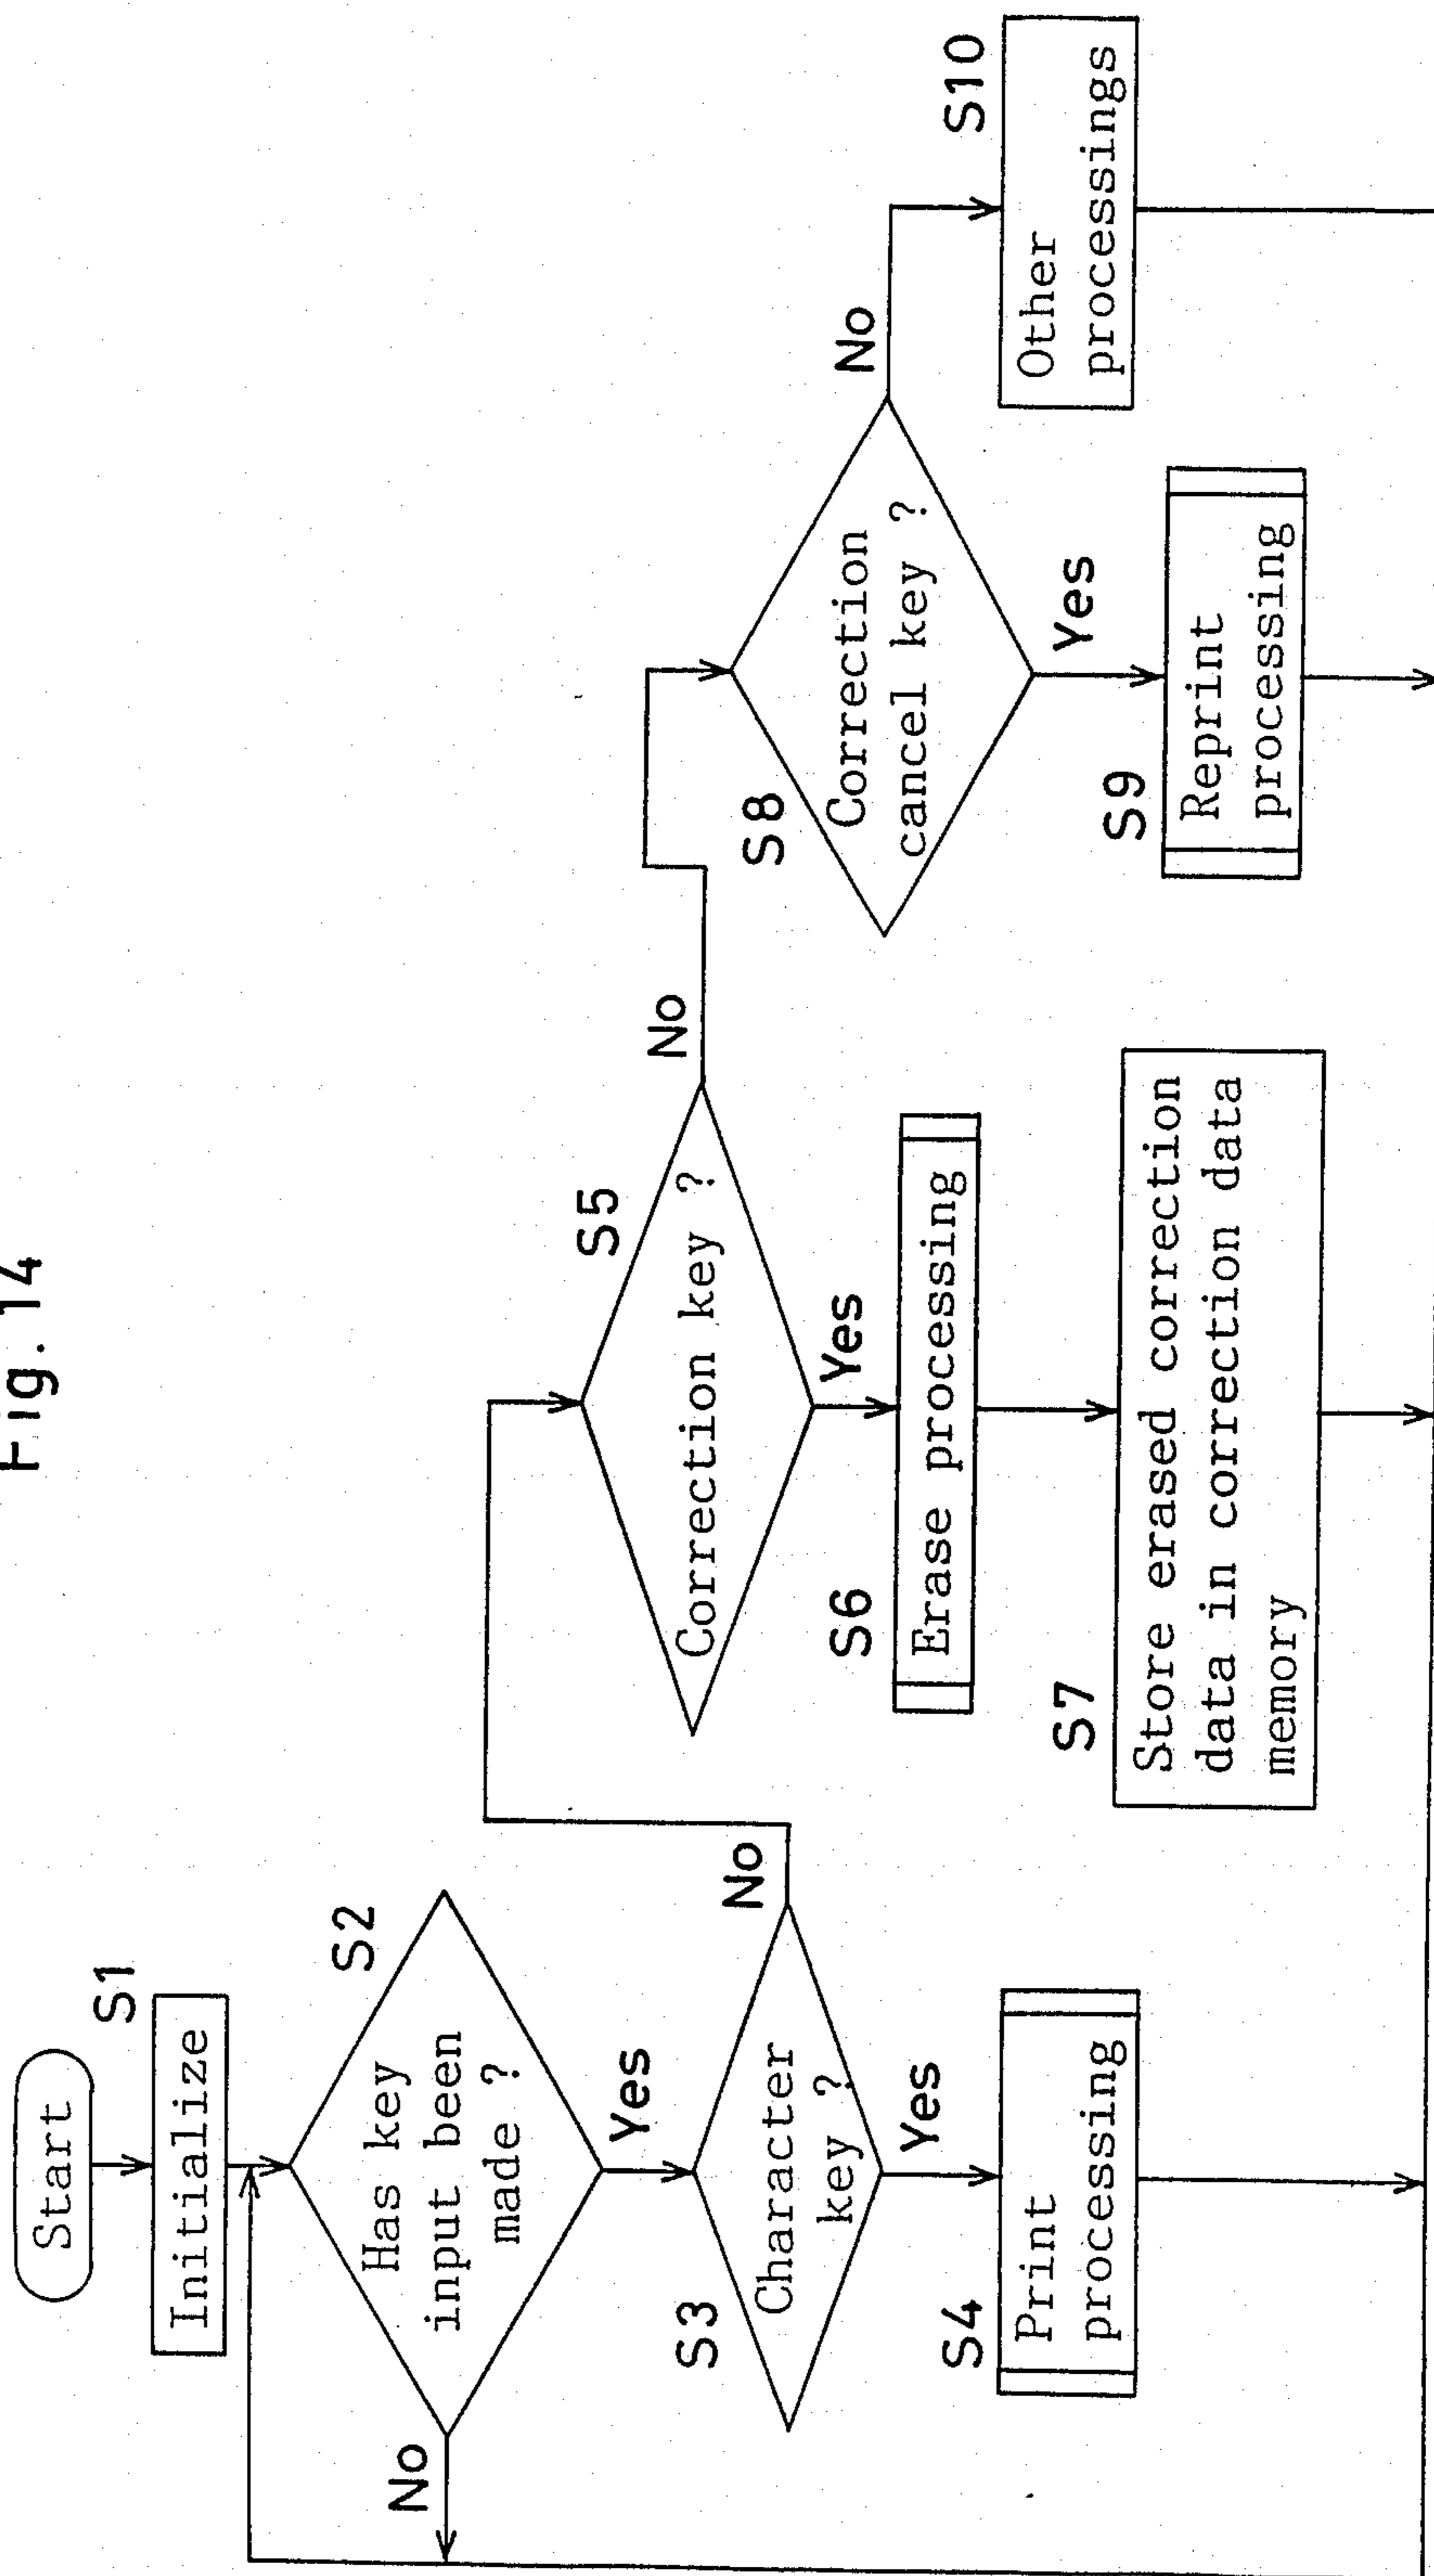 Fig. 14
Start
S1
Initialize
S2
Has key
input been
made ?
No
Yes
S3
Character
key ?
No
Yes
S4
Print
processing
S5
Correction key ?
No
Yes
S6
Erase processing
S7
Store erased correction
data in correction data
memory
S8
Correction
cancel key ?
No
Yes
S9
Reprint
processing
S10
Other
processings